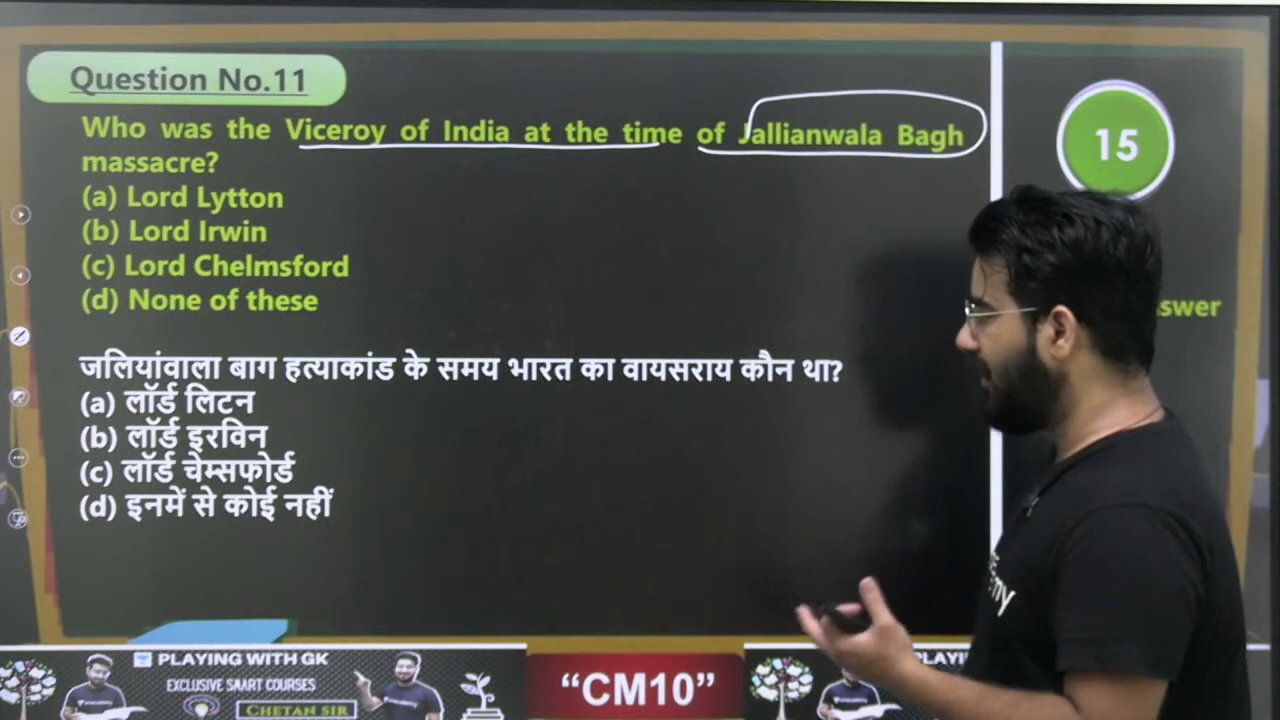 Question No.11
Who was the Viceroy of India at the time of Jallianwala Bagh
massacre?
(a) Lord Lytton
(b) Lord Irwin
(c) Lord Chelmsford
(d) None of these
15
swer
जलियांवाला बाग हत्याकांड के समय भारत का वायसराय कौन था?
(a) लॉर्ड लिटन
(b) लॉर्ड इरविन
(c) लॉर्ड चेम्सफोर्ड
(d) इनमें से कोई नहीं
PLAYING WITH GK
EXCLUSIVE SMART COURSES
CHETAN SIR
“CM10”
PLAYI